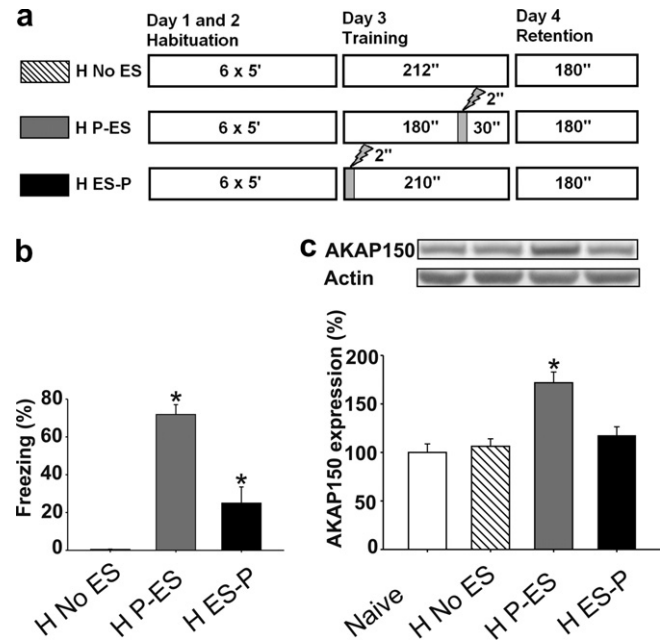 a
Day 1 and 2
Habituation
Day 3
Training
Day 4
Retention
H No ES
6 x 5'
212"
180"
2"
H P-ES
6 x 5'
180"
30"
180"
2"
H ES-P
6 x 5'
210"
180"
b
Freezing (%)
80
60
40
20
0
*
*
H No ES
H P-ES
H ES-P
c
AKAP150
Actin
AKAP150 expression (%)
200
150
100
50
0
*
Naive
H No ES
H P-ES
H ES-P